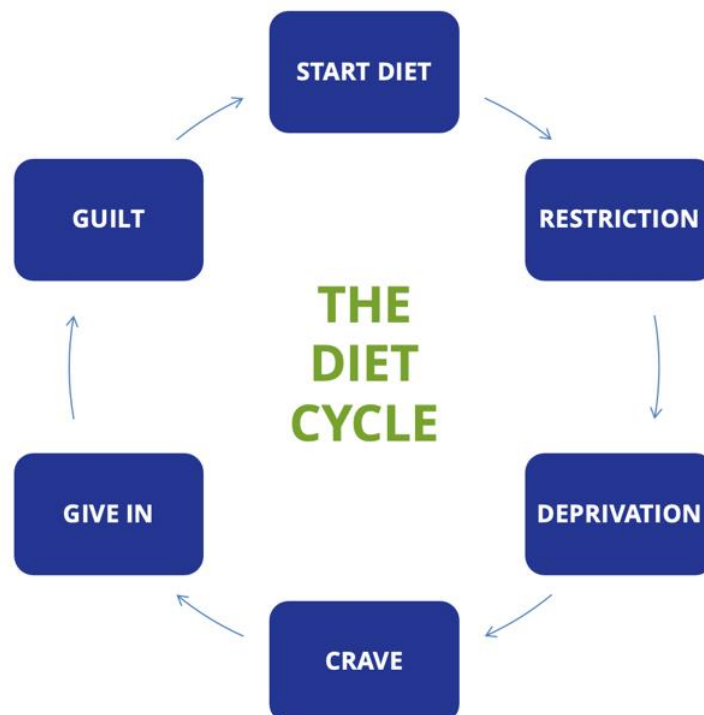 START DIET
RESTRICTION
DEPRIVATION
CRAVE
GIVE IN
GUILT
THE
DIET
CYCLE